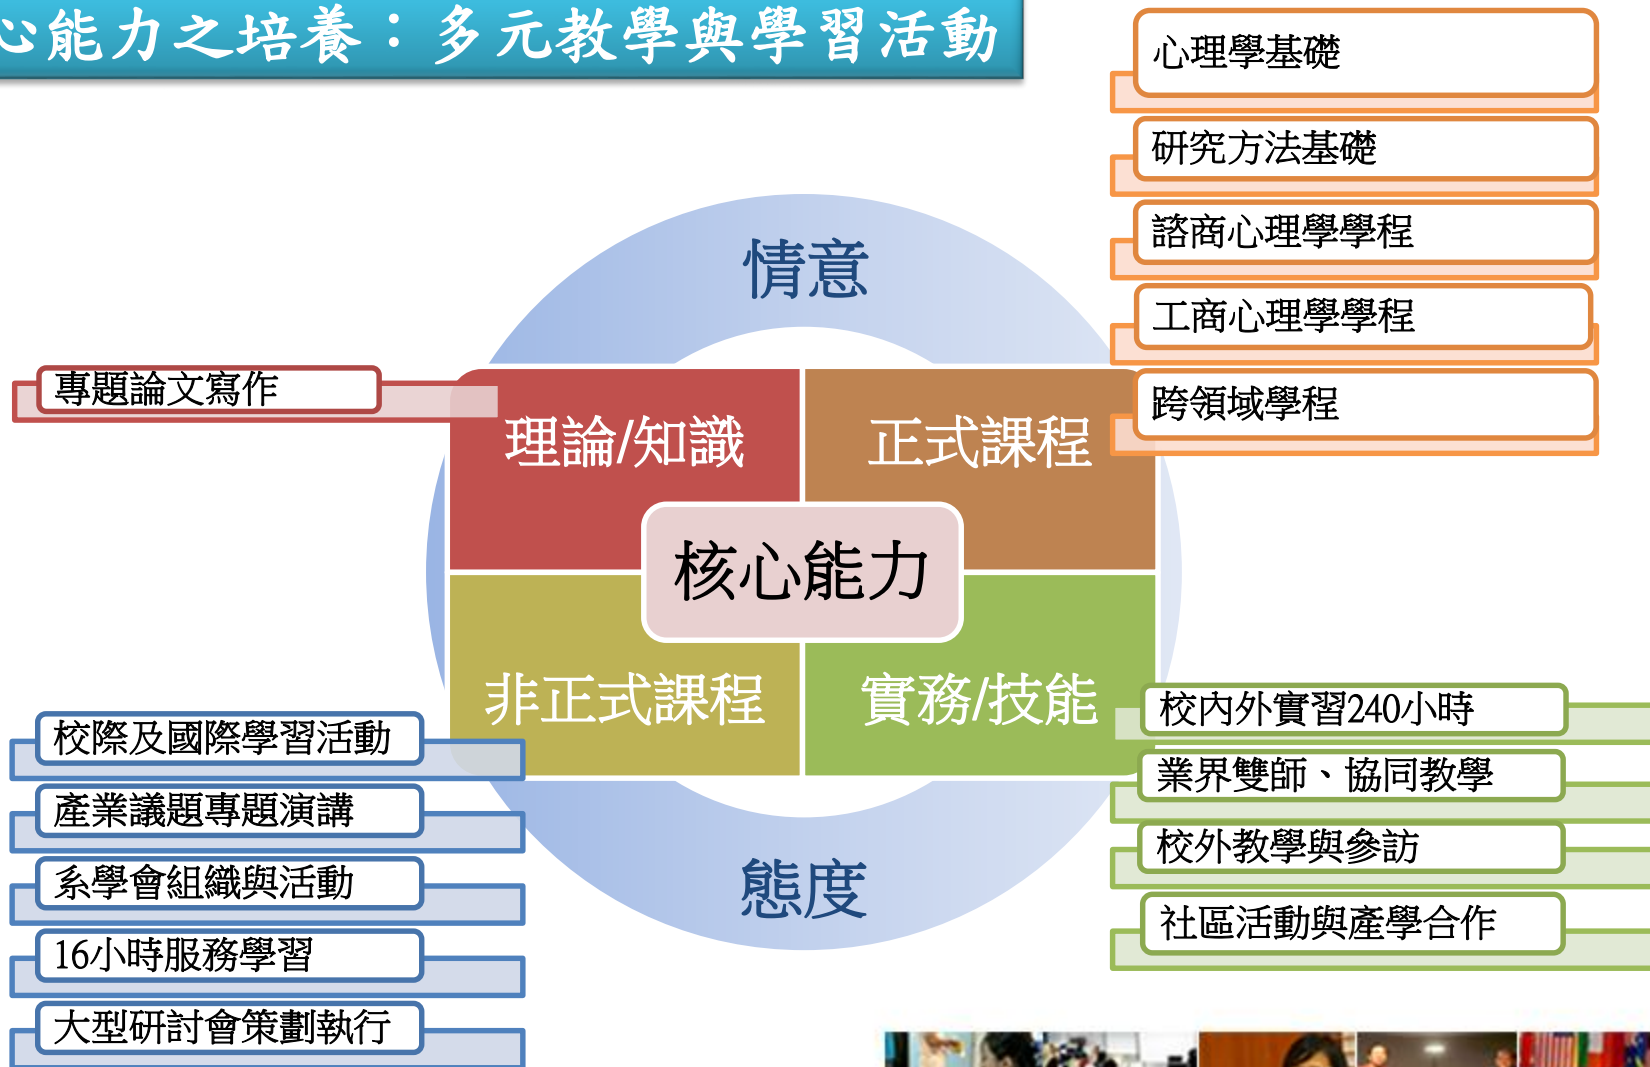 心能力之培養：多元教學與學習活動
心理學基礎
研究方法基礎
諮商心理學學程
工商心理學學程
跨領域學程
情意
專題論文寫作
理論/知識
正式課程
核心能力
非正式課程
實務/技能
態度
校際及國際學習活動
產業議題專題演講
系學會組織與活動
16小時服務學習
大型研討會策劃執行
校內外實習240小時
業界雙師、協同教學
校外教學與參訪
社區活動與產學合作